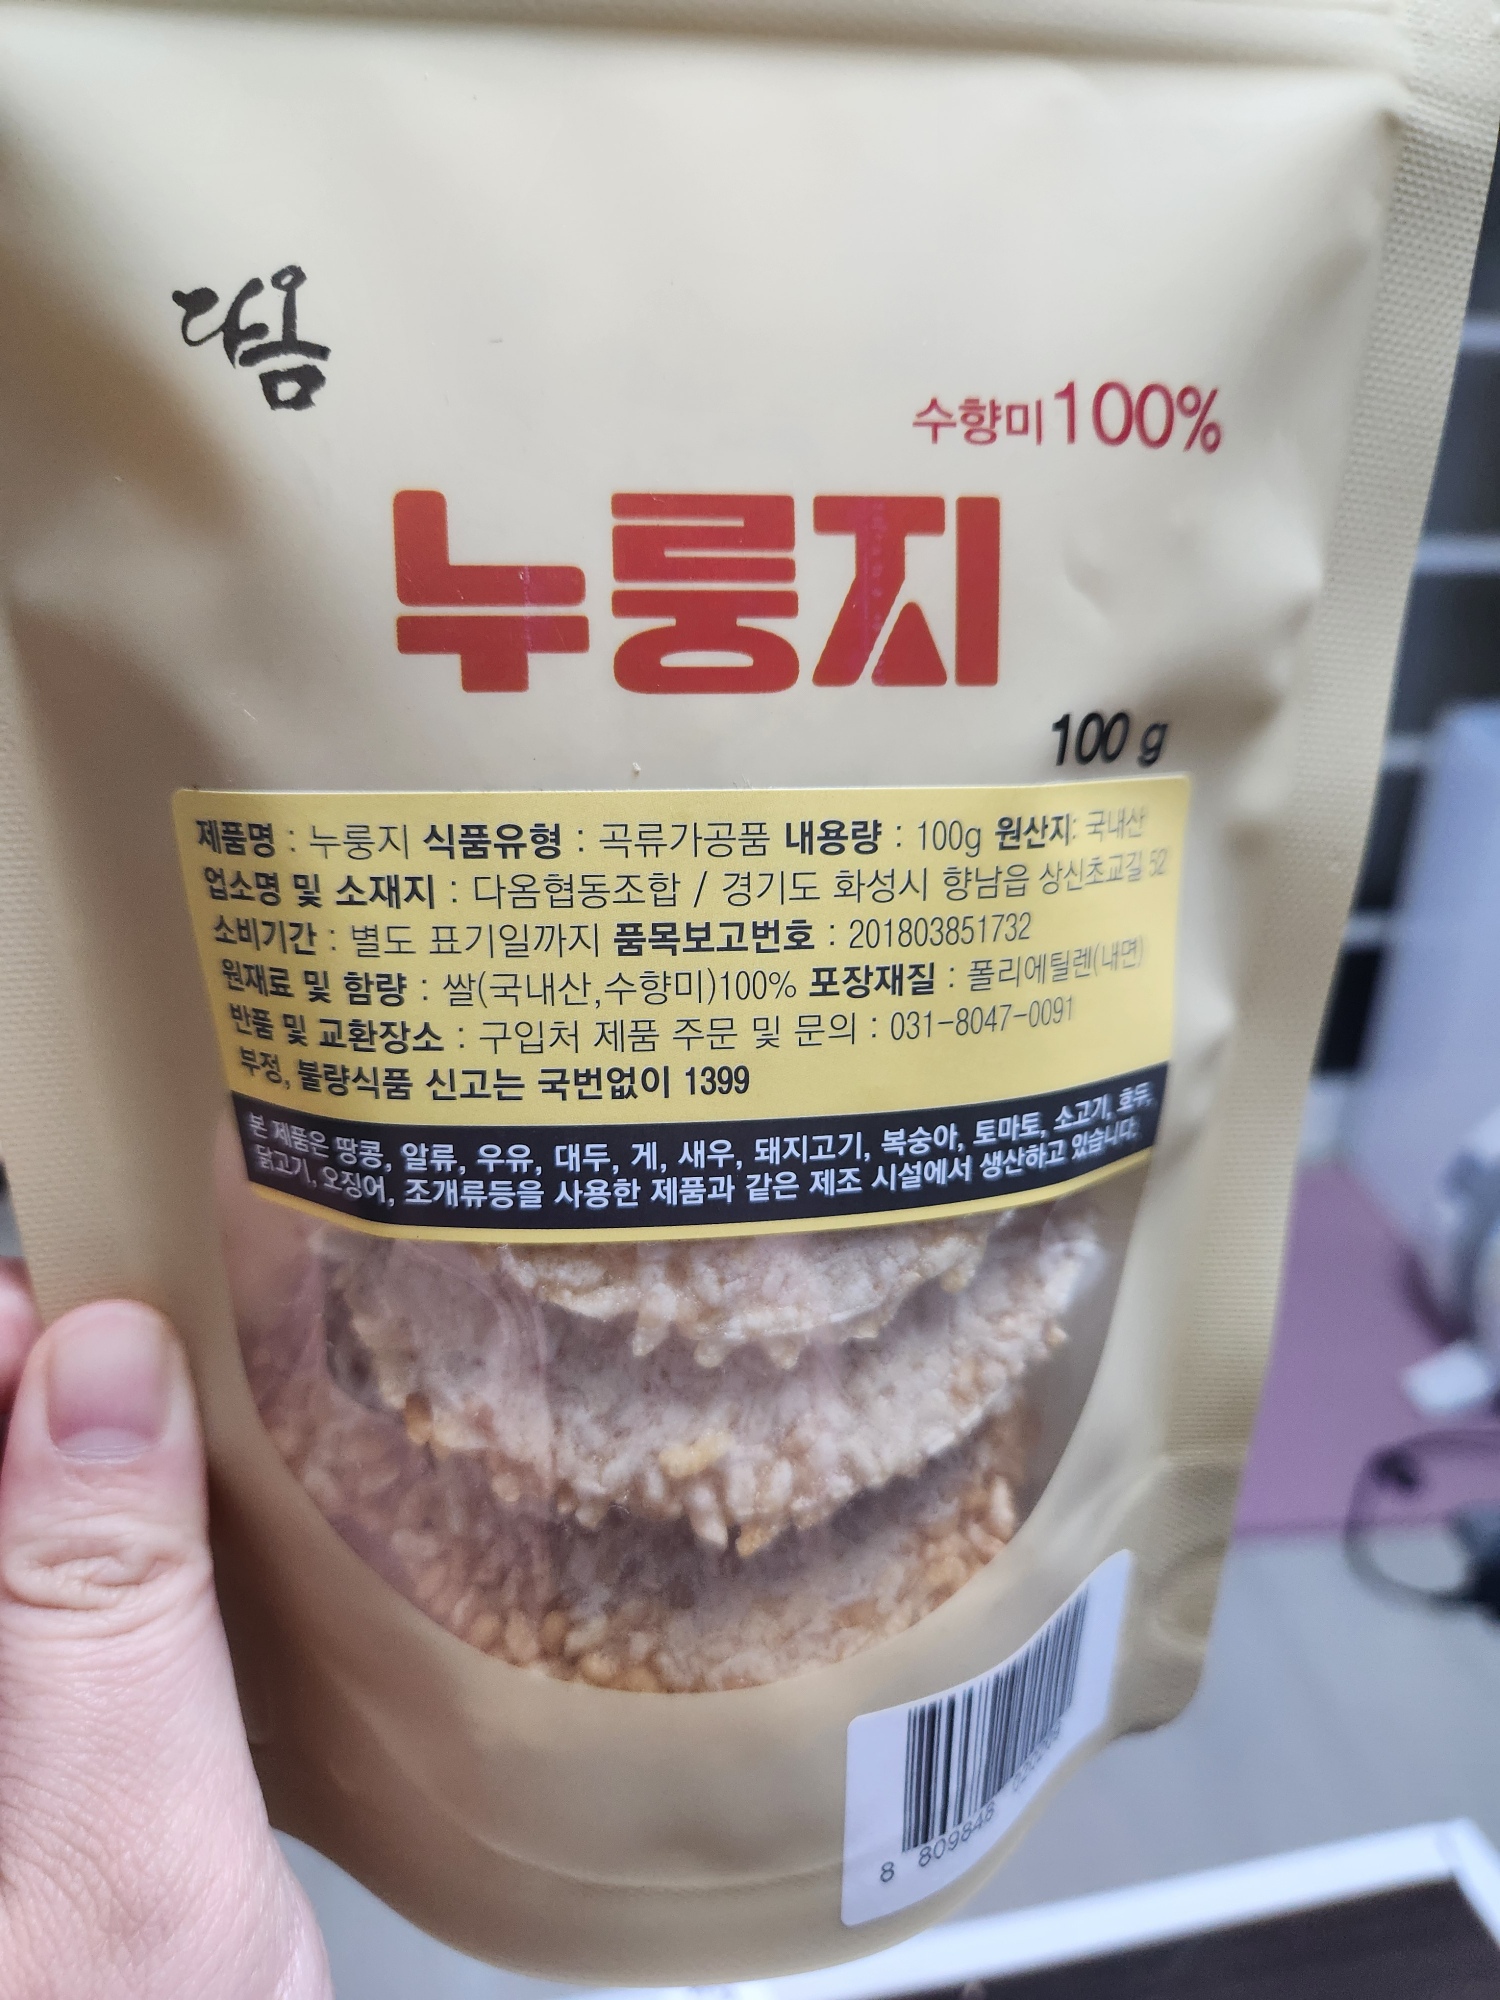 다옴
수향미100%
누룽지
100 g
제품명 : 누룽지 식품유형 : 곡류가공품 내용량 : 100g 원산지: 국내산
업소명 및 소재지 : 다옴협동조합 / 경기도 화성시 향남읍 상신초교길 52
소비기간 : 별도 표기일까지 품목보고번호 : 201803851732
원재료 및 함량 : 쌀(국내산,수향미)100% 포장재질 : 폴리에틸렌(내면)
반품 및 교환장소 : 구입처 제품 주문 및 문의 : 031-8047-0091
부정, 불량식품 신고는 국번없이 1399
본 제품은 땅콩, 알류, 우유, 대두, 게, 새우, 돼지고기, 복숭아, 토마토, 소고기, 호두,
닭고기, 오징어, 조개류등을 사용한 제품과 같은 제조 시설에서 생산하고 있습니다.
8 809848